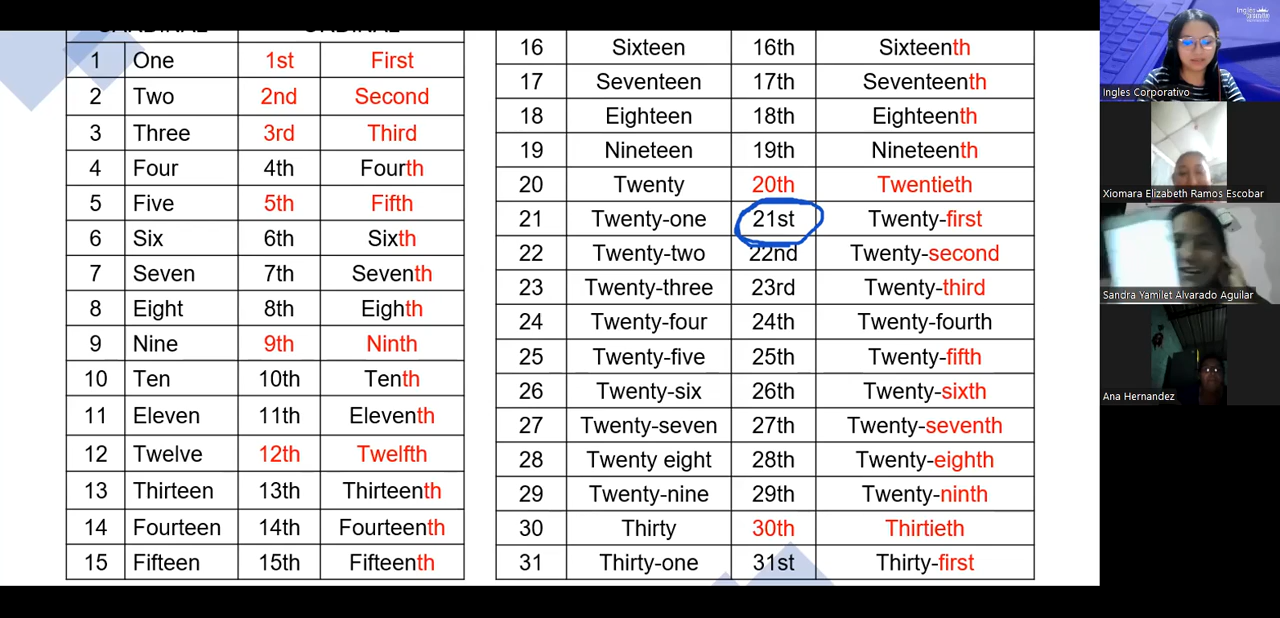 CARDINAL ORDINAL
1 One 1st First
2 Two 2nd Second
3 Three 3rd Third
4 Four 4th Fourth
5 Five 5th Fifth
6 Six 6th Sixth
7 Seven 7th Seventh
8 Eight 8th Eighth
9 Nine 9th Ninth
10 Ten 10th Tenth
11 Eleven 11th Eleventh
12 Twelve 12th Twelfth
13 Thirteen 13th Thirteenth
14 Fourteen 14th Fourteenth
15 Fifteen 15th Fifteenth
16 Sixteen 16th Sixteenth
17 Seventeen 17th Seventeenth
18 Eighteen 18th Eighteenth
19 Nineteen 19th Nineteenth
20 Twenty 20th Twentieth
21 Twenty-one 21st Twenty-first
22 Twenty-two 22nd Twenty-second
23 Twenty-three 23rd Twenty-third
24 Twenty-four 24th Twenty-fourth
25 Twenty-five 25th Twenty-fifth
26 Twenty-six 26th Twenty-sixth
27 Twenty-seven 27th Twenty-seventh
28 Twenty eight 28th Twenty-eighth
29 Twenty-nine 29th Twenty-ninth
30 Thirty 30th Thirtieth
31 Thirty-one 31st Thirty-first
Ingles
Ingles Corporativo
Xiomara Elizabeth Ramos Escobar
Sandra Yamilet Alvarado Aguilar
Ana Hernandez